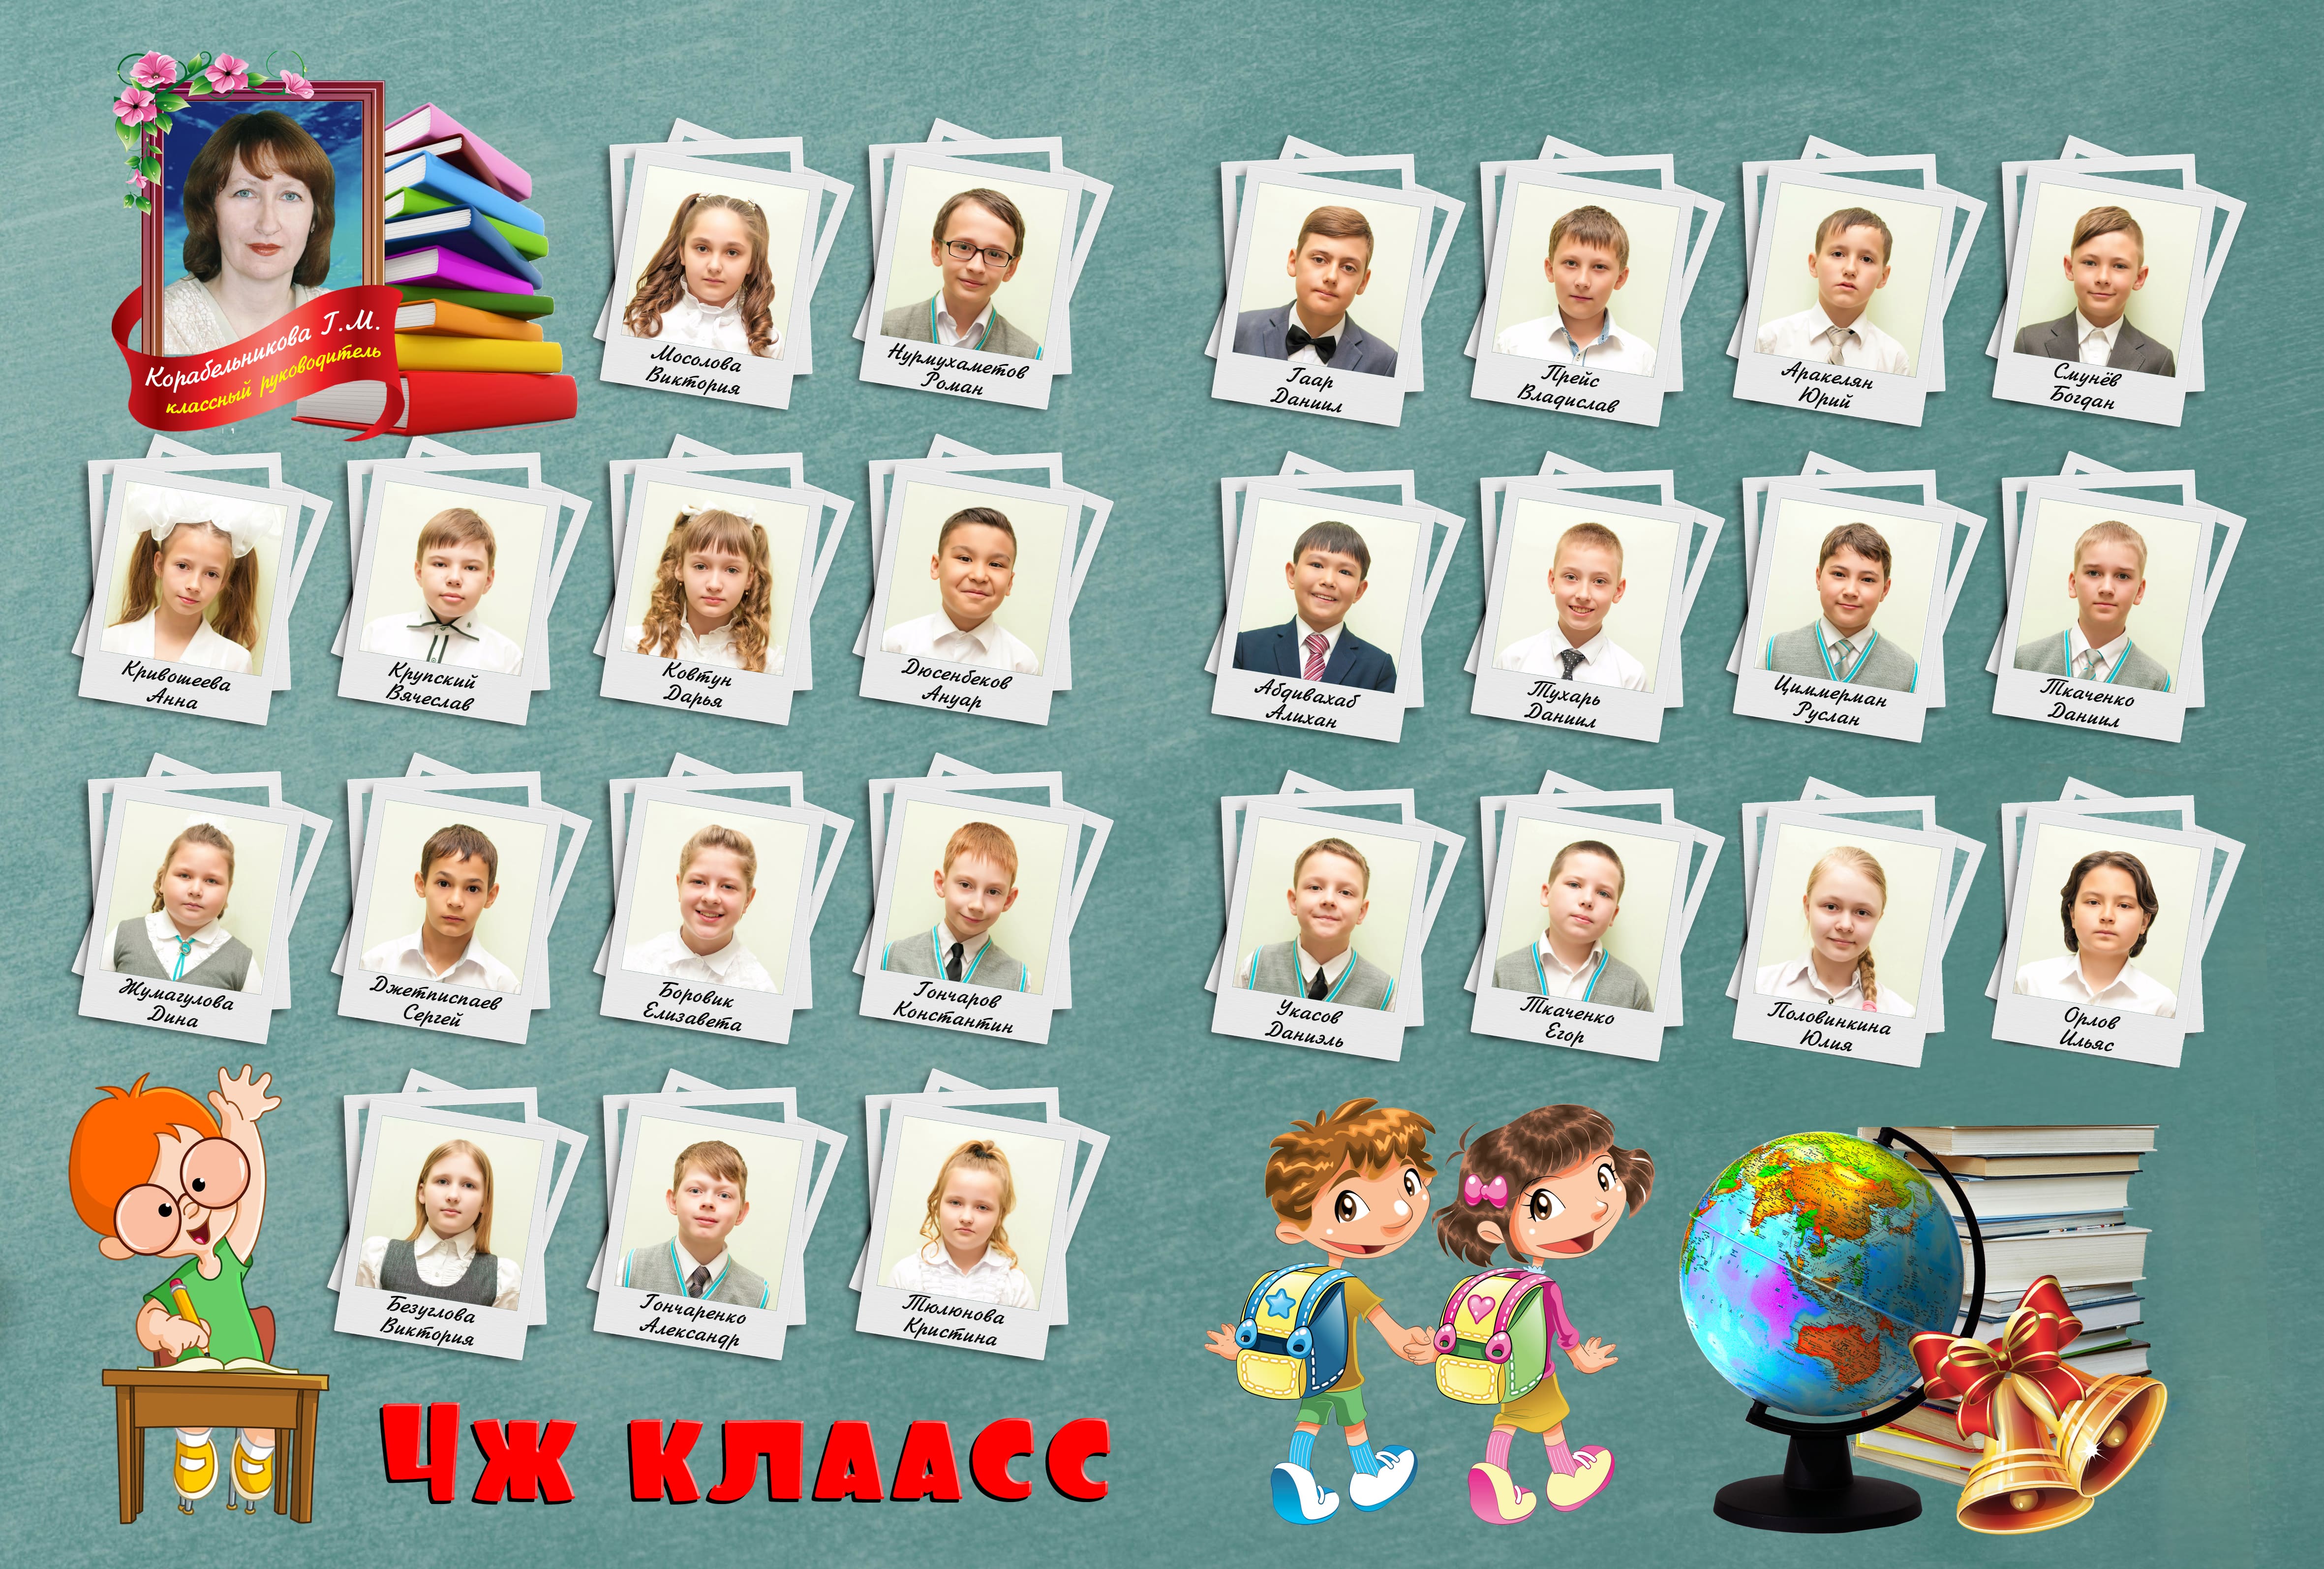 Корабельникова Г.М.
классный руководитель
Мосолова
Виктория
Нурмухаметов
Роман
Кривошеева
Анна
Крупский
Вячеслав
Ковтун
Дарья
Дюсенбеков
Ануар
Жумагулова
Дина
Джетписпаев
Сергей
Боровик
Елизавета
Гончаров
Константин
Безуглова
Виктория
Гончаренко
Александр
Тюлюнова
Кристина
4ж клаасс
Гаар
Даниил
Прейс
Владислав
Аракелян
Юрий
Смунёв
Богдан
Абдивахаб
Алихан
Тухарь
Даниил
Циммерман
Руслан
Ткаченко
Даниил
Укасов
Даниэль
Ткаченко
Егор
Половинкина
Юлия
Орлов
Ильяс